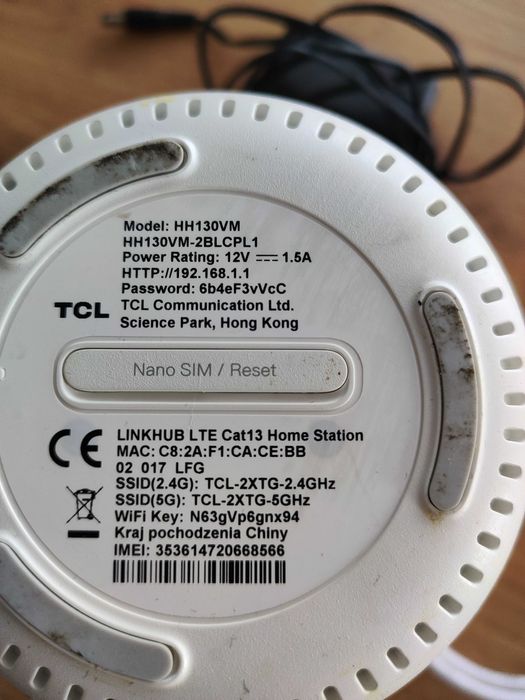 Model: HH130VM
HH130VM-2BLCPL1
Power Rating: 12V ⎓ 1.5A
HTTP://192.168.1.1
Password: 6b4eF3vVcC
TCL
TCL Communication Ltd.
Science Park, Hong Kong
Nano SIM / Reset
CE
LINKHUB LTE Cat13 Home Station
MAC: C8:2A:F1:CA:CE:BB
02 017 LFG
SSID(2.4G): TCL-2XTG-2.4GHz
SSID(5G): TCL-2XTG-5GHz
WiFi Key: N63gVp6gnx94
Kraj pochodzenia Chiny
IMEI: 353614720668566